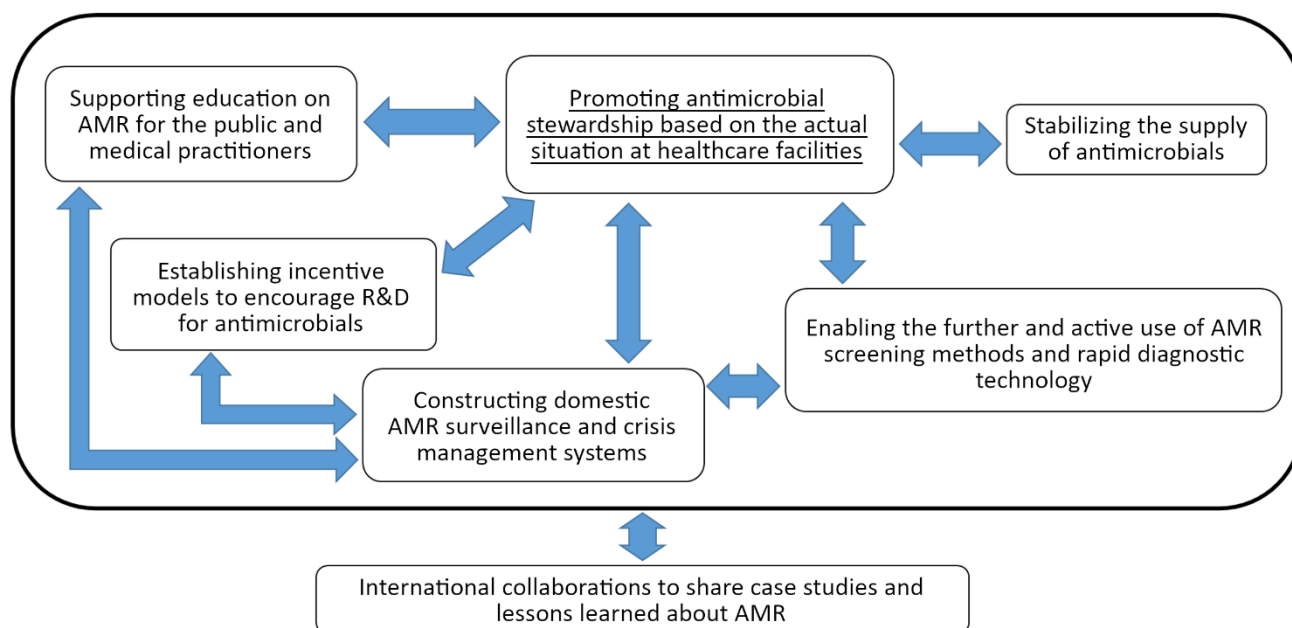 Supporting education on
AMR for the public and
medical practitioners
Promoting antimicrobial
stewardship based on the actual
situation at healthcare facilities
Stabilizing the supply
of antimicrobials
Establishing incentive
models to encourage R&D
for antimicrobials
Enabling the further and active use of AMR
screening methods and rapid diagnostic
technology
Constructing domestic
AMR surveillance and crisis
management systems
International collaborations to share case studies and
lessons learned about AMR